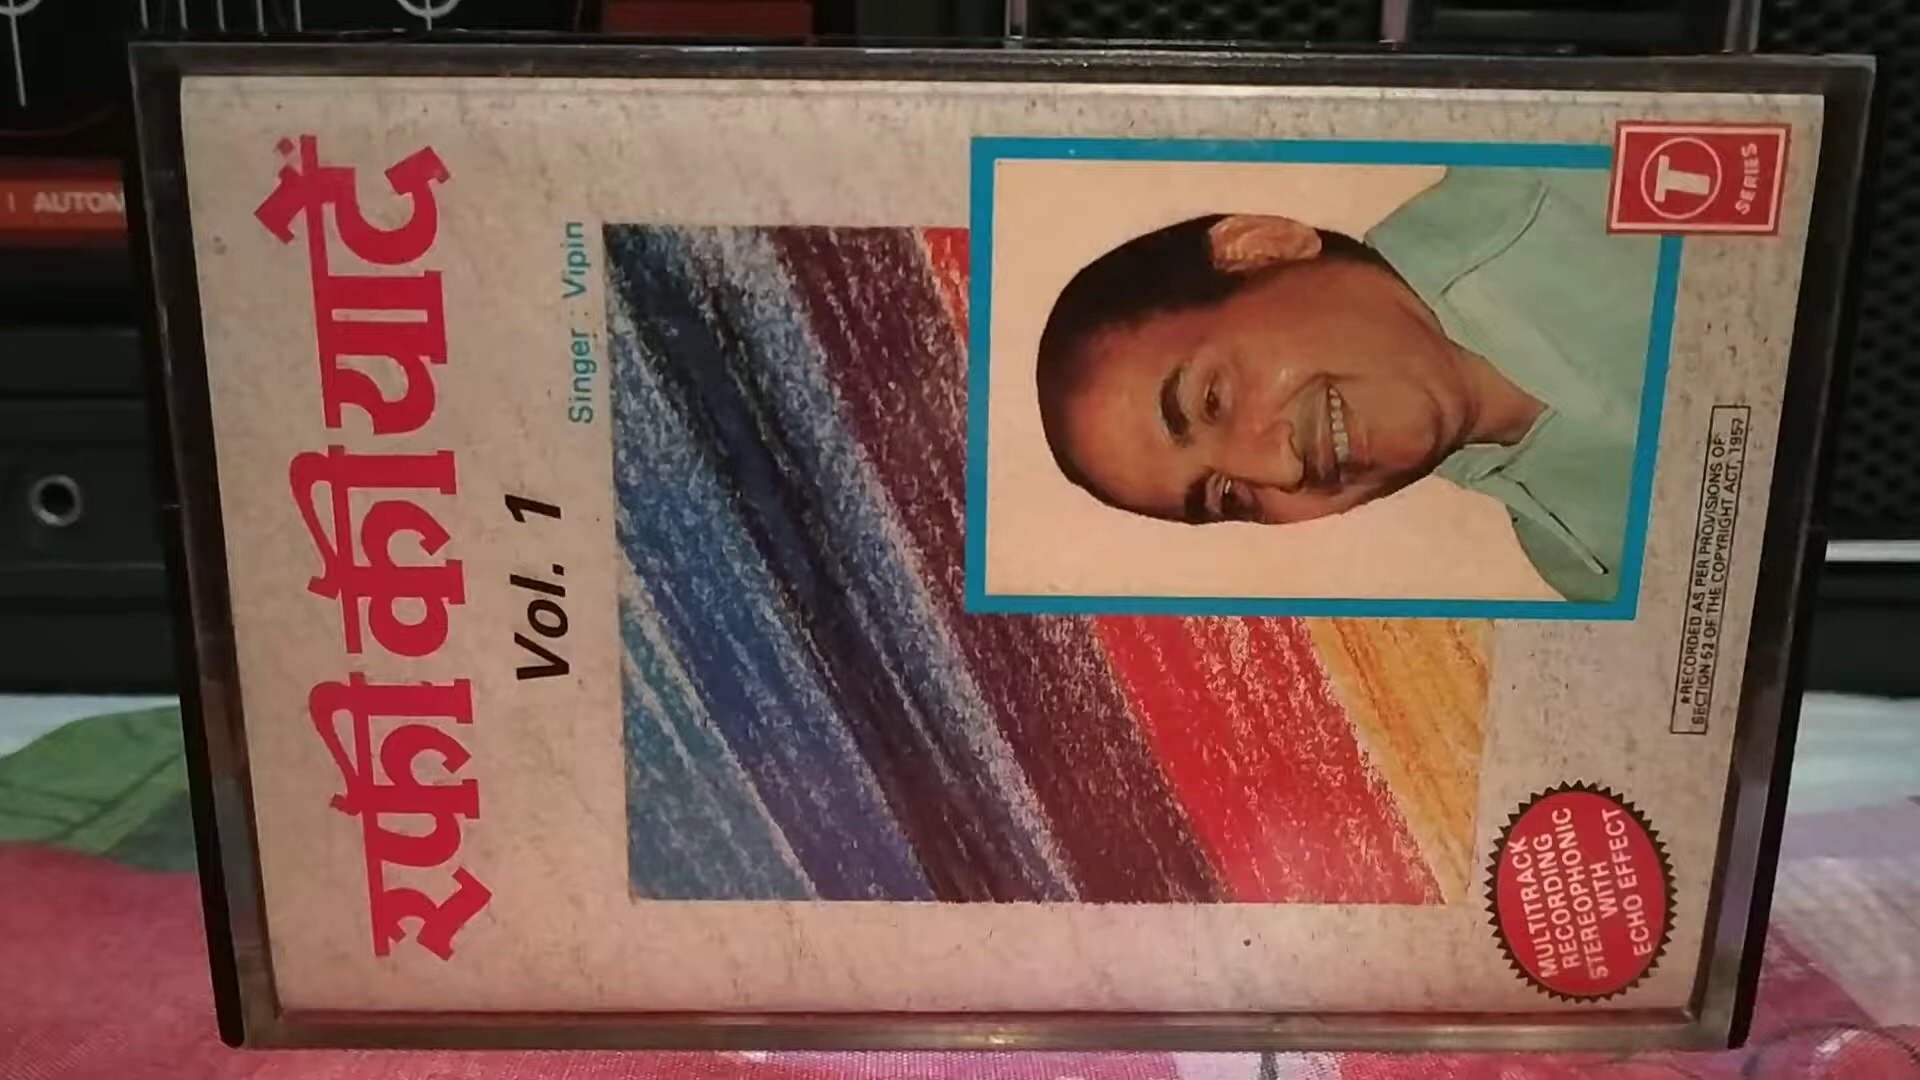 रफी की यादें
Vol. 1
Singer : Vipin
T
SERIES
*RECORDED AS PER PROVISIONS OF
SECTION 52 OF THE COPYRIGHT ACT, 1957
MULTITRACK
RECORDING
STEREOPHONIC
WITH
ECHO EFFECT